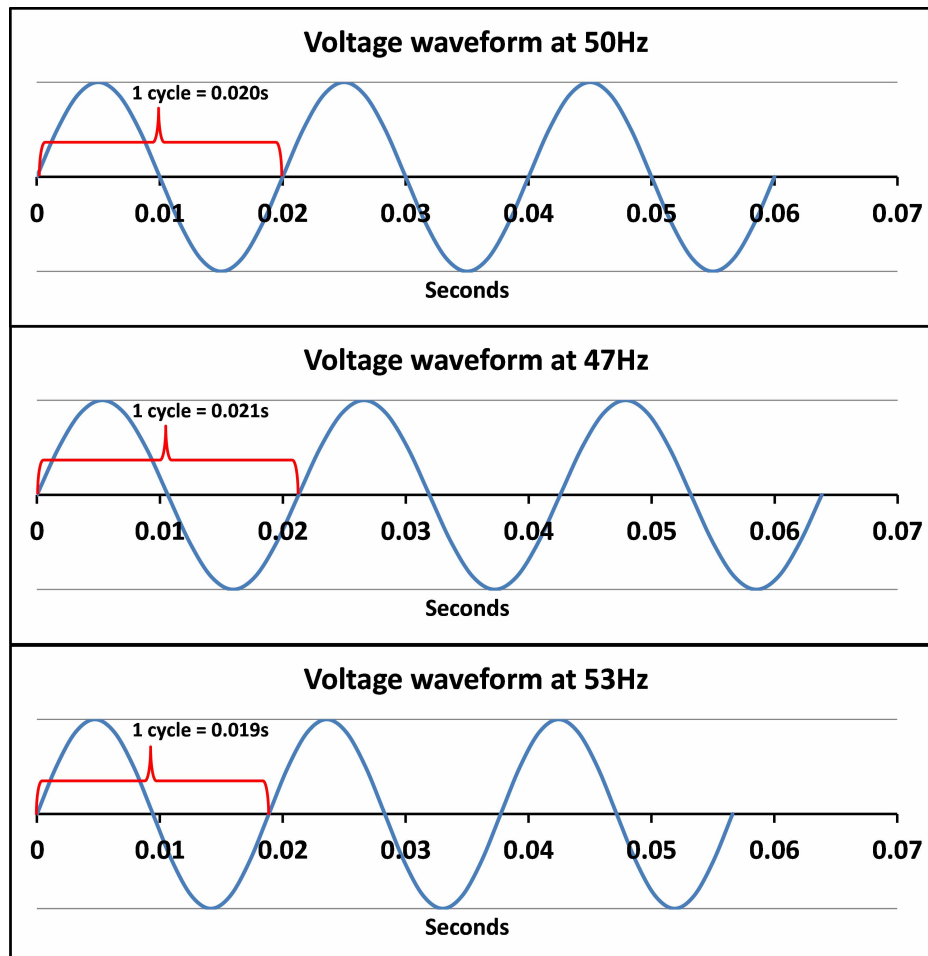 Voltage waveform at 50Hz
1 cycle = 0.020s
0 0.01 0.02 0.03 0.04 0.05 0.06 0.07
Seconds
Voltage waveform at 47Hz
1 cycle = 0.021s
0 0.01 0.02 0.03 0.04 0.05 0.06 0.07
Seconds
Voltage waveform at 53Hz
1 cycle = 0.019s
0 0.01 0.02 0.03 0.04 0.05 0.06 0.07
Seconds